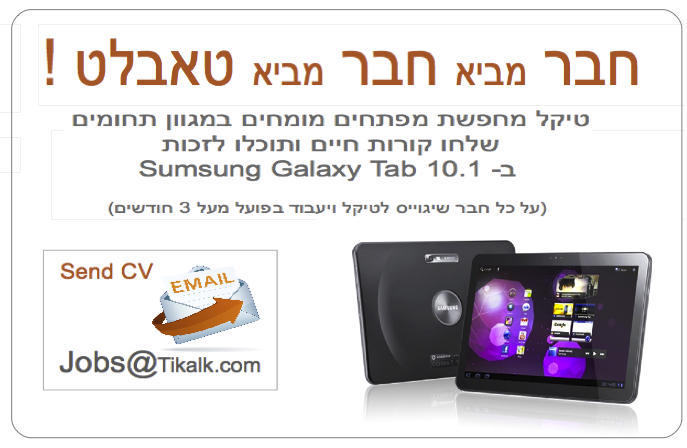 חבר מביא חבר מביא טאבלט !
טיקל מחפשת מפתחים מומחים במגוון תחומים
שלחו קורות חיים ותוכלו לזכות
ב- Sumsung Galaxy Tab 10.1
(על כל חבר שיגוייס לטיקל ויעבוד בפועל מעל 3 חודשים)
Send CV
EMAIL
Jobs@Tikalk.com
SAMSUNG